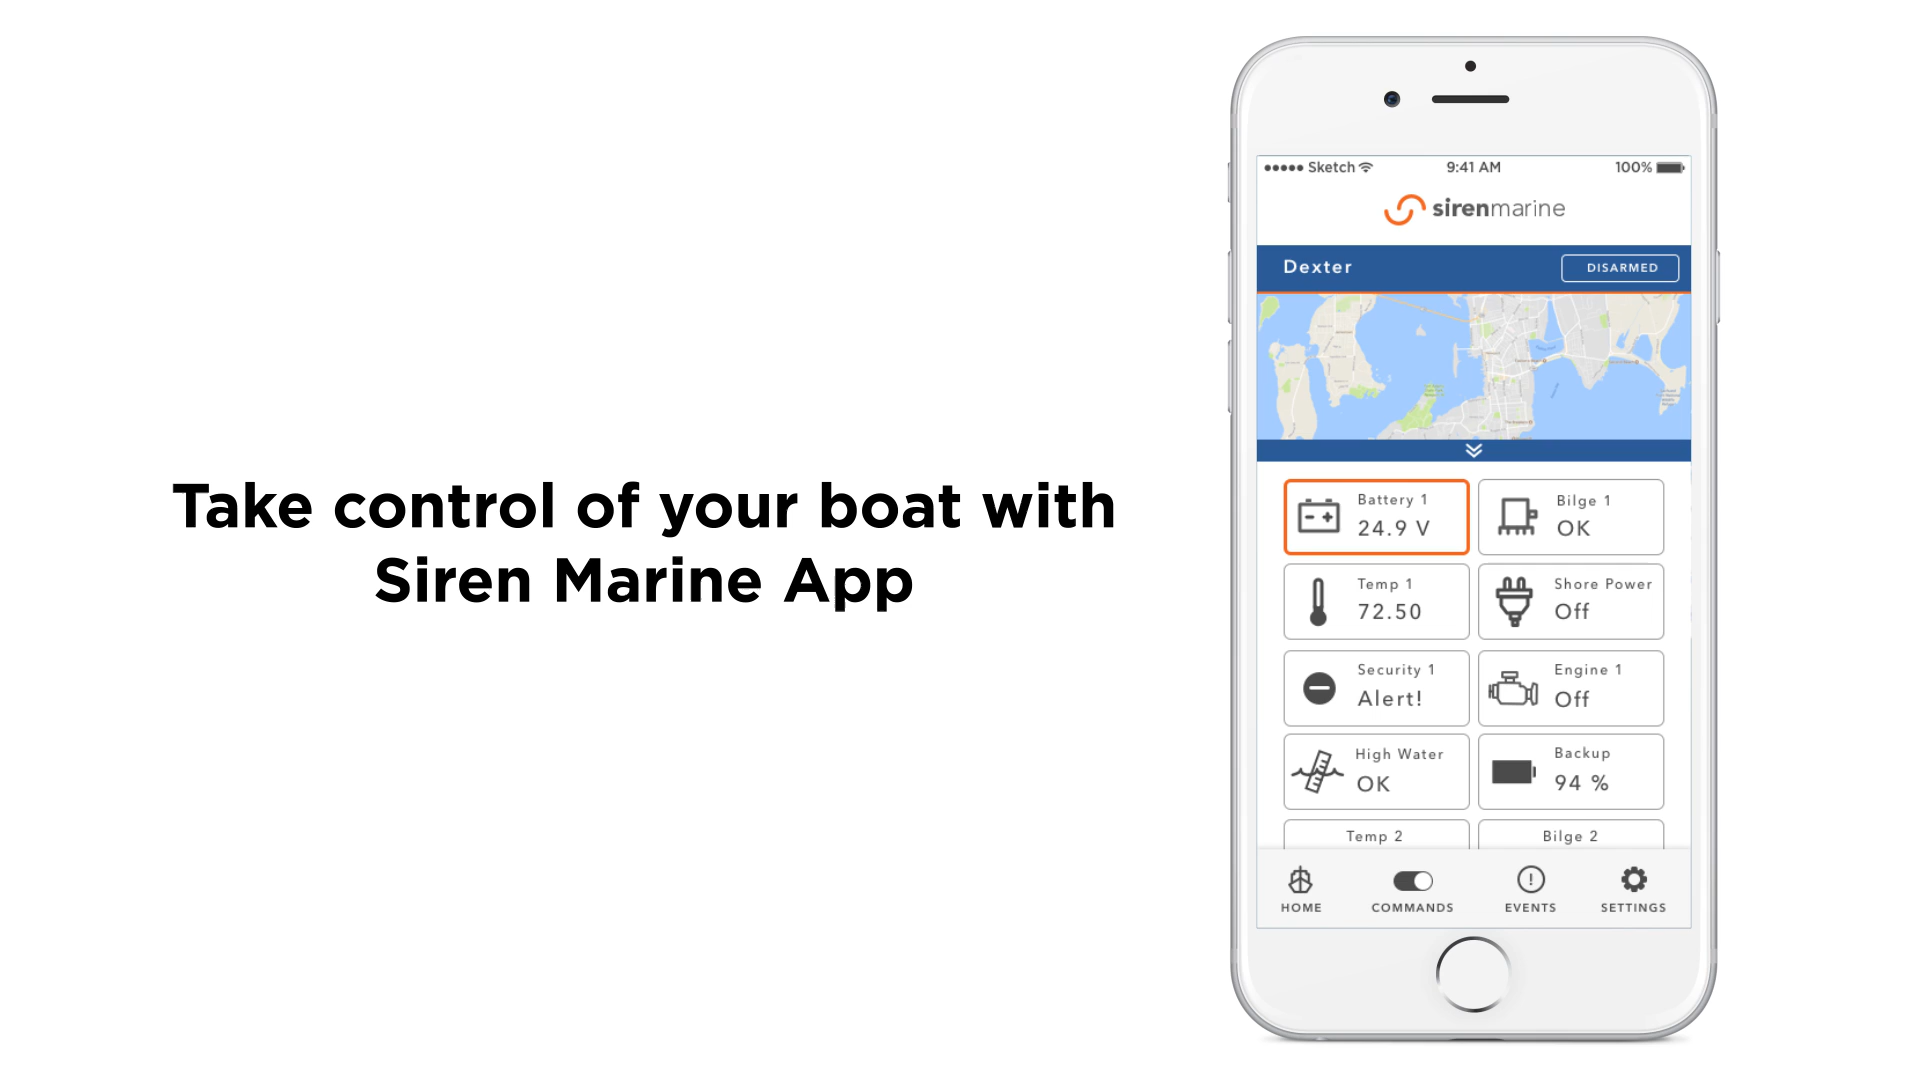 Take control of your boat with
Siren Marine App
Sketch 9:41 AM 100%
sirenmarine
Dexter DISARMED
Battery 1
24.9 V
Bilge 1
OK
Temp 1
72.50
Shore Power
Off
Security 1
Alert!
Engine 1
Off
High Water
OK
Backup
94 %
Temp 2
Bilge 2
HOME COMMANDS EVENTS SETTINGS